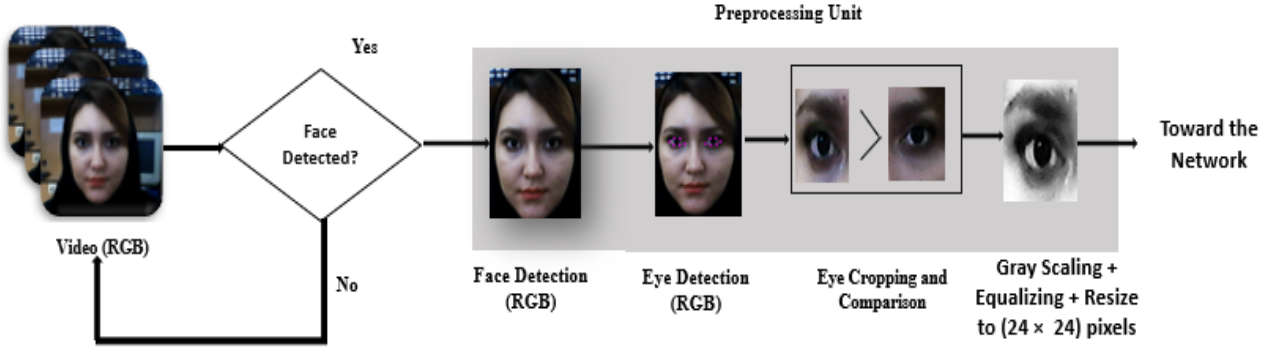 Preprocessing Unit
Yes
Face
Detected?
Toward the
Network
Video (RGB)
No
Face Detection
(RGB)
Eye Detection
(RGB)
Eye Cropping and
Comparison
Gray Scaling +
Equalizing + Resize
to (24 × 24) pixels